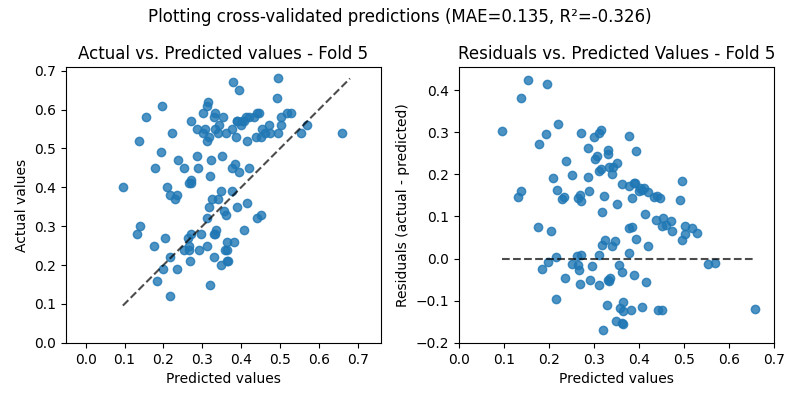 Plotting cross-validated predictions (MAE=0.135, R²=-0.326)
Actual vs. Predicted values - Fold 5
Actual values
0.7
0.6
0.5
0.4
0.3
0.2
0.1
0.0
0.0 0.1 0.2 0.3 0.4 0.5 0.6 0.7
Predicted values
Residuals vs. Predicted Values - Fold 5
Residuals (actual - predicted)
0.4
0.3
0.2
0.1
0.0
−0.1
−0.2
0.0 0.1 0.2 0.3 0.4 0.5 0.6 0.7
Predicted values